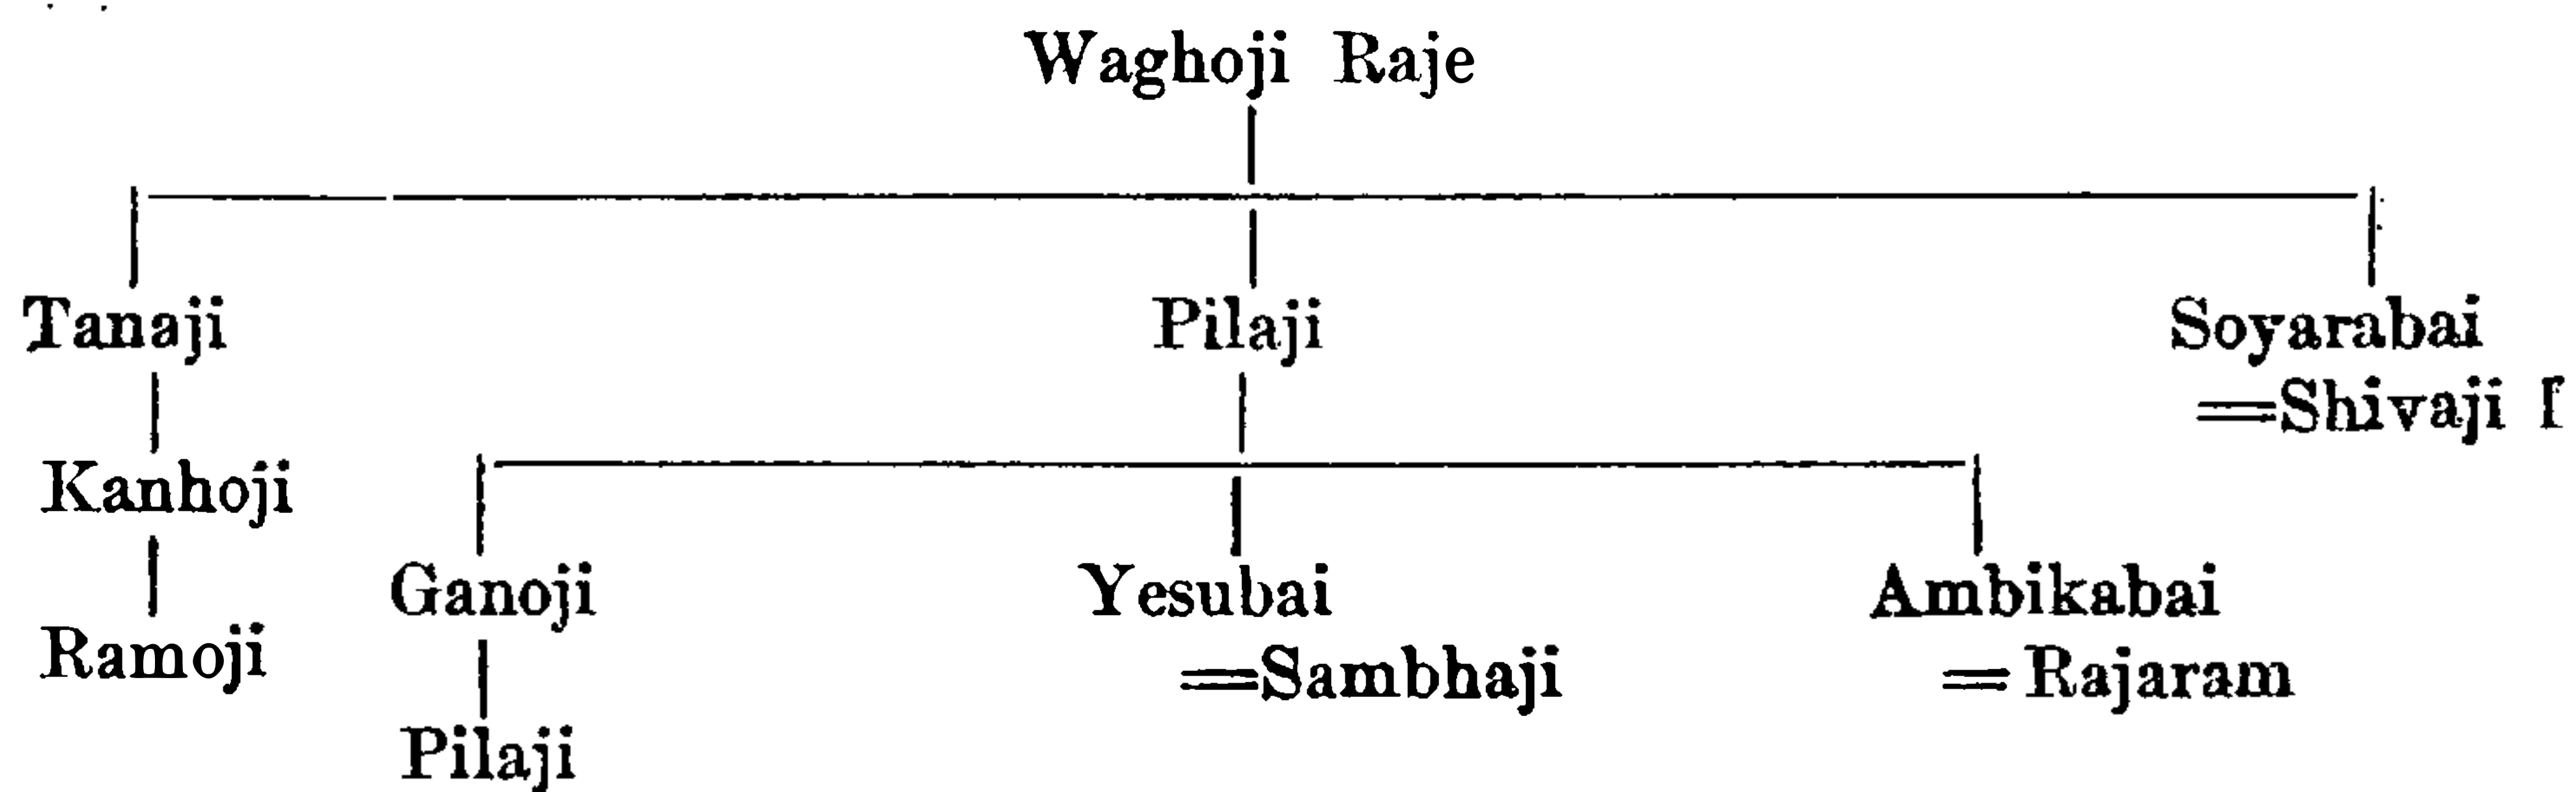 Waghoji Raje
Tanaji Pilaji Soyarabai
=Shivaji I
Kanhoji
Ganoji Yesubai Ambikabai
Ramoji =Sambhaji = Rajaram
Pilaji